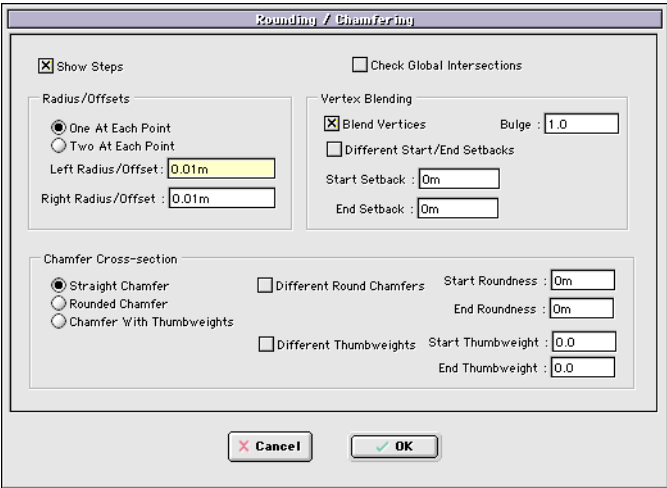 Rounding / Chamfering
Show Steps
Check Global Intersections
Radius/Offsets
One At Each Point
Two At Each Point
Left Radius/Offset: 0.01m
Right Radius/Offset : 0.01m
Vertex Blending
Blend Vertices
Bulge : 1.0
Different Start/End Setbacks
Start Setback : 0m
End Setback : 0m
Chamfer Cross-section
Straight Chamfer
Rounded Chamfer
Chamfer With Thumbweights
Different Round Chamfers
Start Roundness : 0m
End Roundness : 0m
Different Thumbweights
Start Thumbweight : 0.0
End Thumbweight : 0.0
Cancel
OK